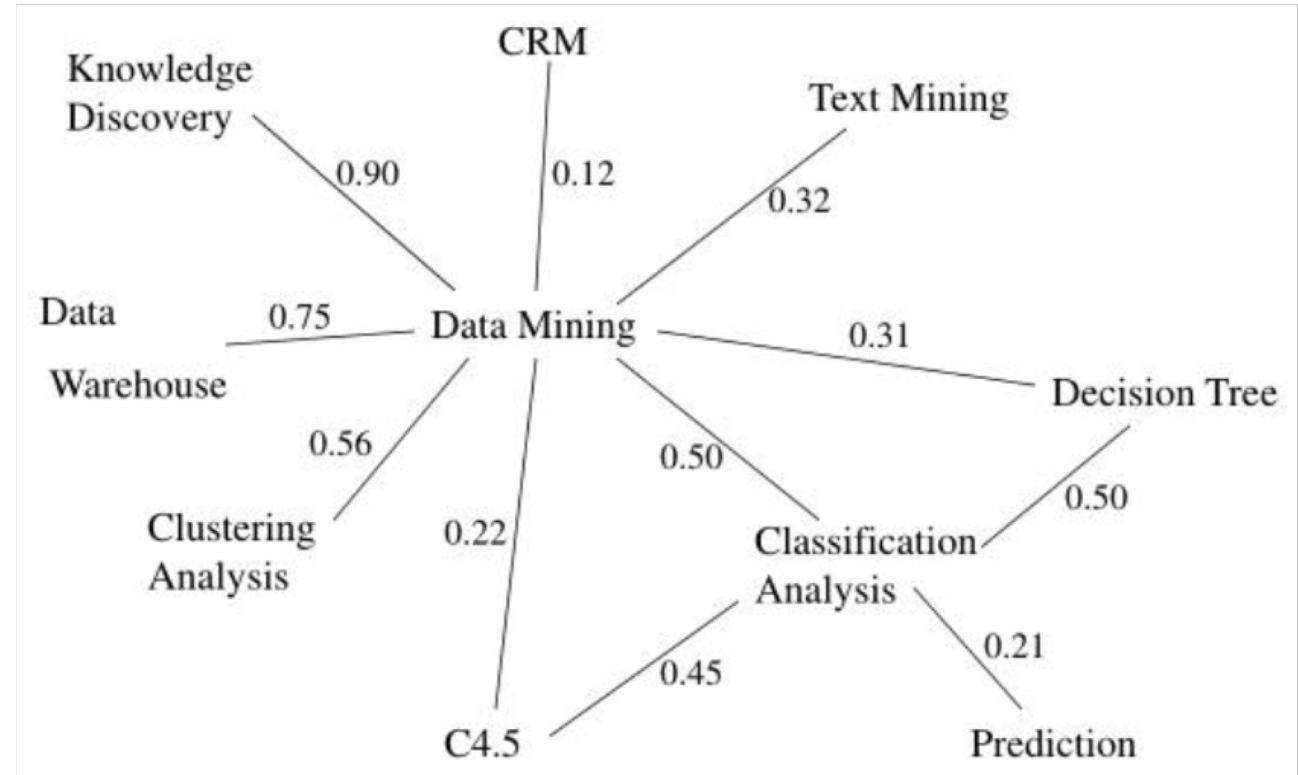 CRM
Knowledge
Discovery
Text Mining
0.90
0.12
0.32
Data
Warehouse
0.75
Data Mining
0.31
Decision Tree
0.56
0.50
0.50
Clustering
Analysis
0.22
Classification
Analysis
0.45
0.21
C4.5
Prediction